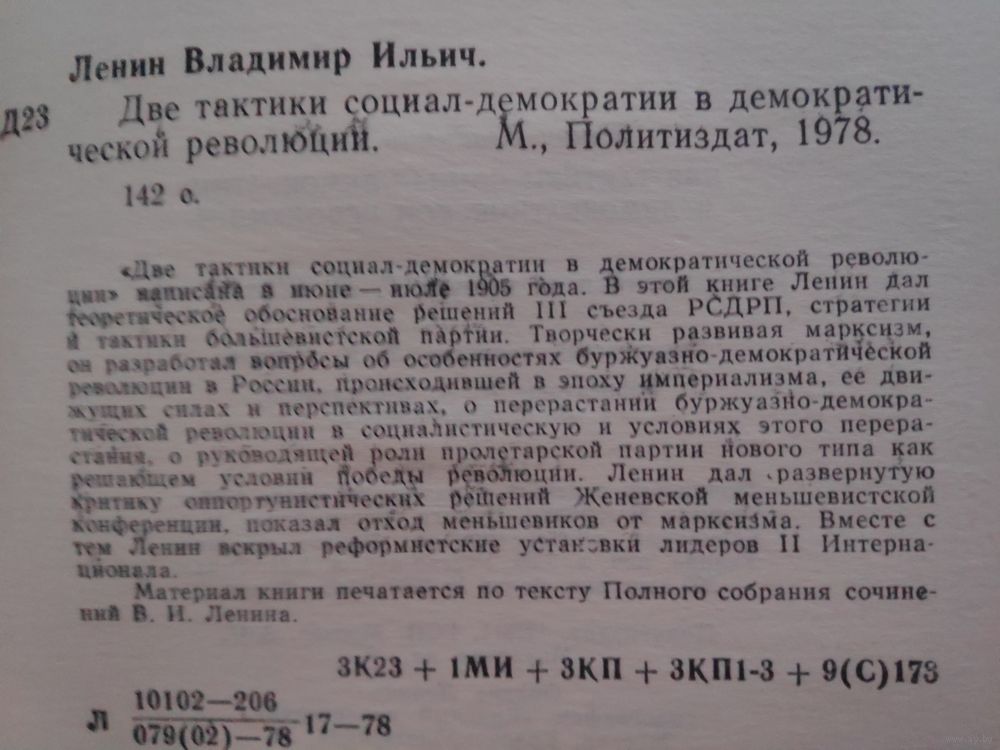 Ленин Владимир Ильич.
Д23 Две тактики социал-демократии в демократи-
ческой революции. М., Политиздат, 1978.
142 с.
«Две тактики социал-демократии в демократической револю-
ции» написана в июне — июле 1905 года. В этой книге Ленин дал
теоретическое обоснование решений III съезда РСДРП, стратегии
и тактики большевистской партии. Творчески развивая марксизм,
он разработал вопросы об особенностях буржуазно-демократической
революции в России, происходившей в эпоху империализма, ее дви-
жущих силах и перспективах, о перерастании буржуазно-демокра-
тической революции в социалистическую и условиях этого перера-
стания, о руководящей роли пролетарской партии нового типа как
решающем условии победы революции. Ленин дал развернутую
критику оппортунистических решений Женевской меньшевистской
конференции, показал отход меньшевиков от марксизма. Вместе с
тем Ленин вскрыл реформистские установки лидеров II Интерна-
ционала.
Материал книги печатается по тексту Полного собрания сочине-
ний В. И. Ленина.
3К23 + 1МИ + 3КП + 3КП1-3 + 9(С)173
Л 10102—206
079(02)—78 17—78
www.ay.by